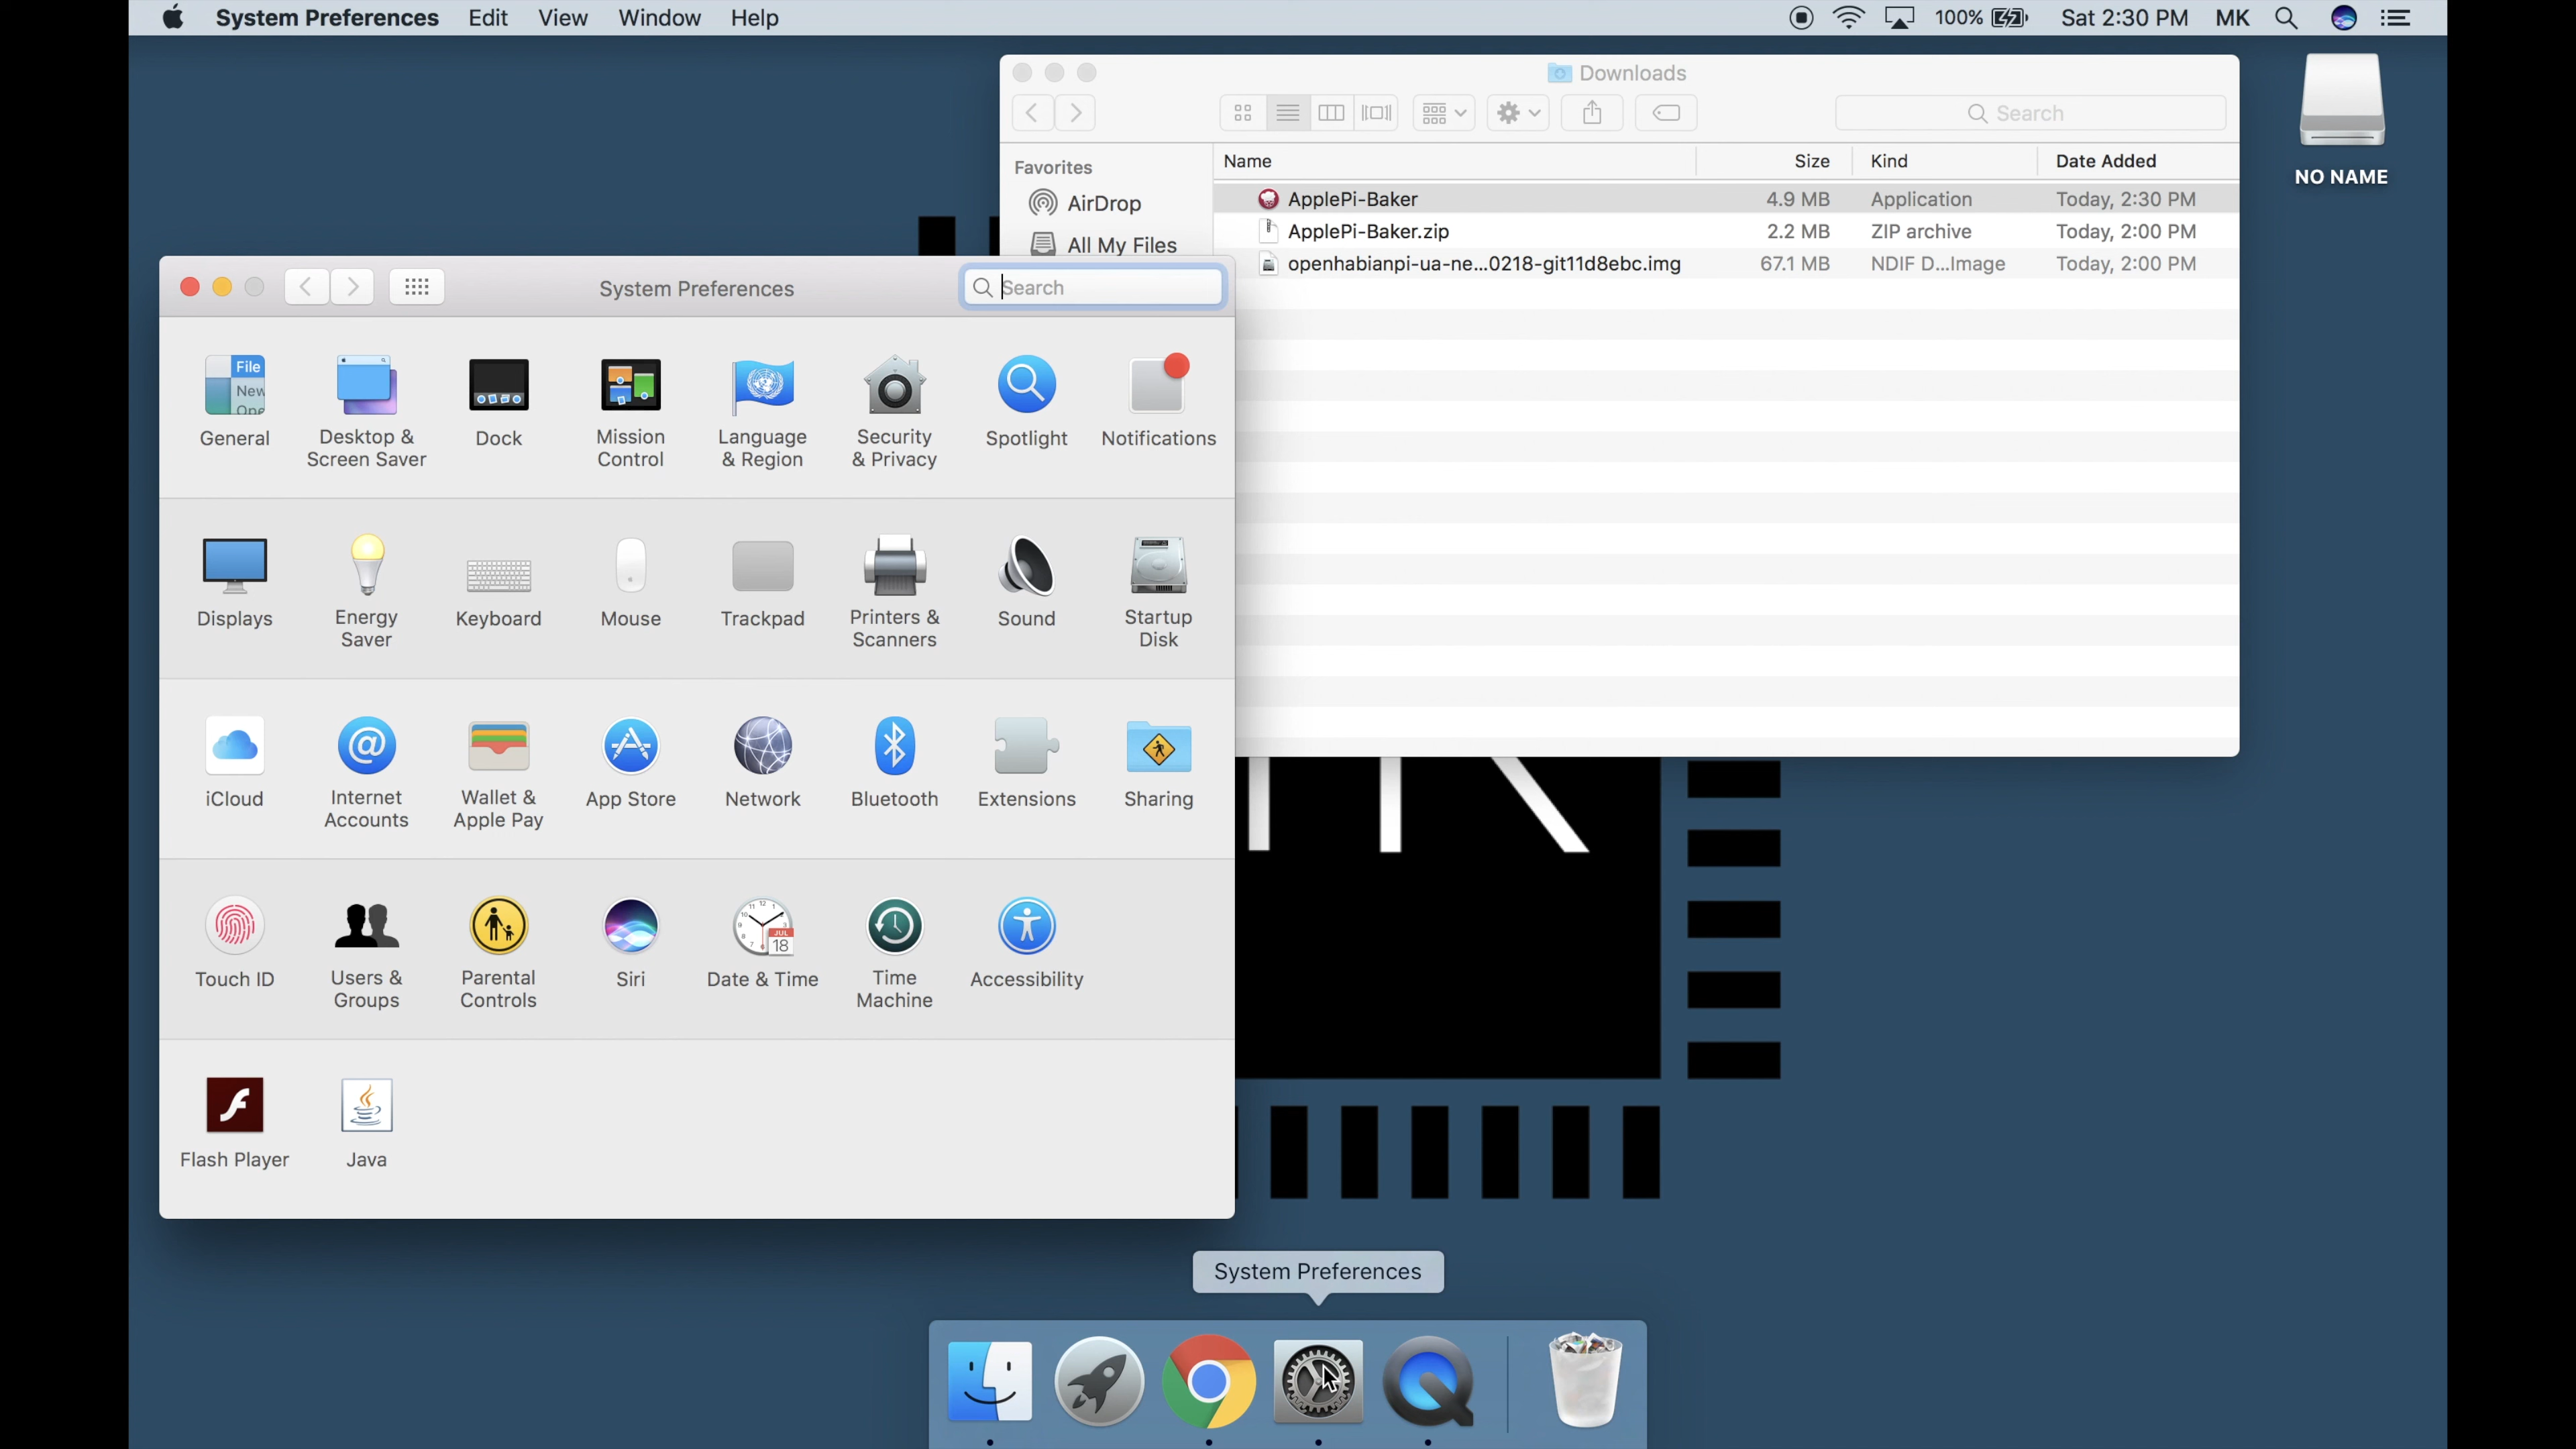 System Preferences Edit View Window Help
100% Sat 2:30 PM MK
Downloads
Search
NO NAME
Favorites
AirDrop
All My Files
Name Size Kind Date Added
ApplePi-Baker 4.9 MB Application Today, 2:30 PM
ApplePi-Baker.zip 2.2 MB ZIP archive Today, 2:00 PM
openhabianpi-ua-ne...0218-git11d8ebc.img 67.1 MB NDIF D...Image Today, 2:00 PM
System Preferences
Search
File
New
Ope
General
Desktop &
Screen Saver
Dock
Mission
Control
Language
& Region
Security
& Privacy
Spotlight
Notifications
Displays
Energy
Saver
Keyboard
Mouse
Trackpad
Printers &
Scanners
Sound
Startup
Disk
iCloud
@
Internet
Accounts
Wallet &
Apple Pay
App Store
Network
Bluetooth
Extensions
Sharing
Touch ID
Users &
Groups
Parental
Controls
Siri
JUL
18
Date & Time
Time
Machine
Accessibility
Flash Player
Java
System Preferences